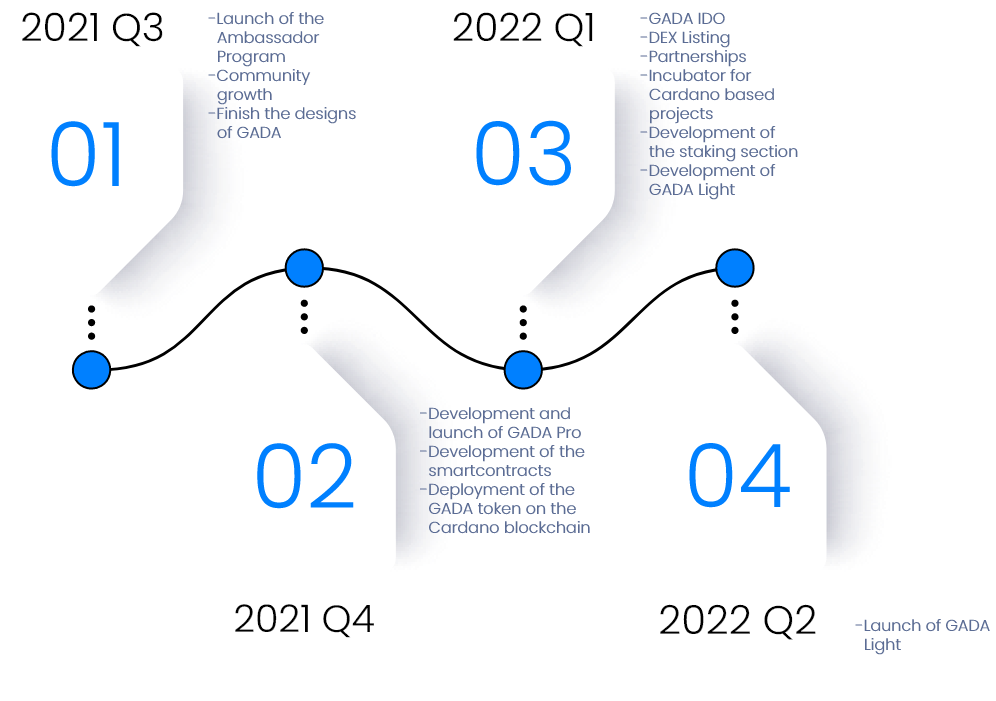 2021 Q3
-Launch of the
Ambassador
Program
-Community
growth
-Finish the designs
of GADA
01
2022 Q1
-GADA IDO
-DEX Listing
-Partnerships
-Incubator for
Cardano based
projects
-Development of
the staking section
-Development of
GADA Light
03
-Development and
launch of GADA Pro
-Development of the
smartcontracts
-Deployment of the
GADA token on the
Cardano blockchain
02
2021 Q4
04
2022 Q2
-Launch of GADA
Light